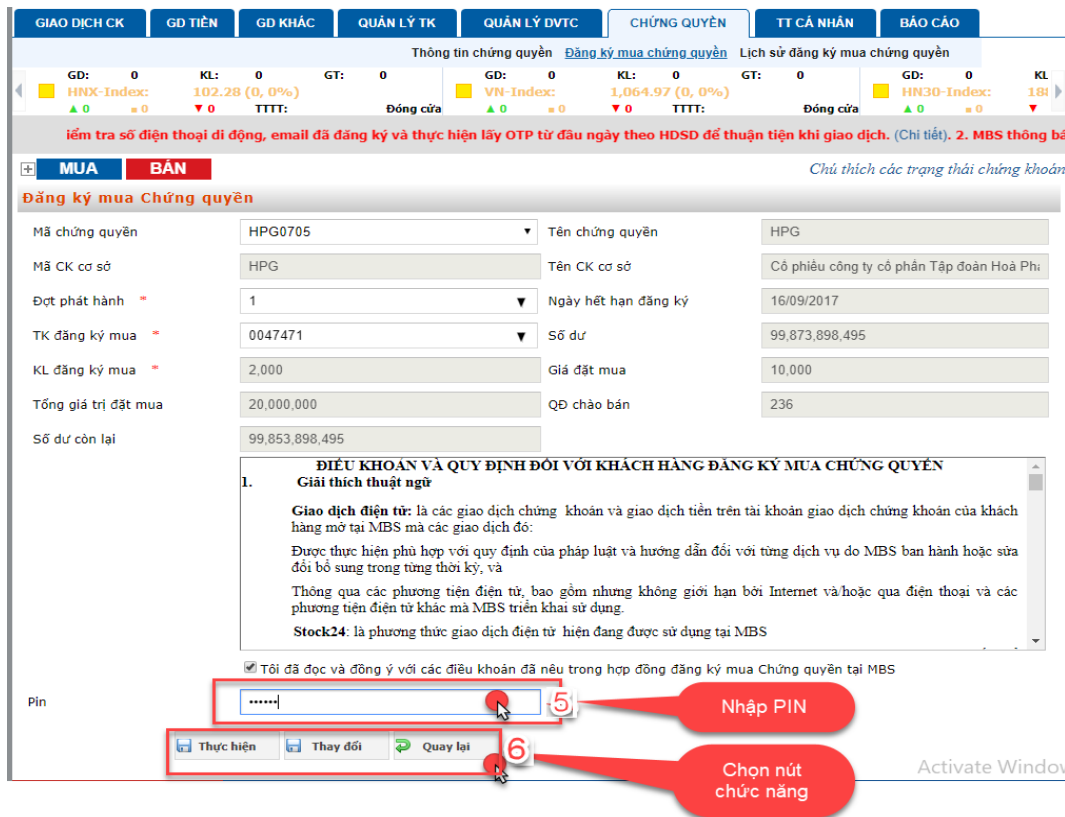 GIAO DỊCH CK GD TIỀN GD KHÁC QUẢN LÝ TK QUẢN LÝ DVTC CHỨNG QUYỀN TT CÁ NHÂN BÁO CÁO
Thông tin chứng quyền Đăng ký mua chứng quyền Lịch sử đăng ký mua chứng quyền
GD: 0 KL: 0 GT: 0 GD: 0 KL: 0 GT: 0 GD: 0 KL
HNX-Index: 102.28 (0, 0%) VN-Index: 1,064.97 (0, 0%) HN30-Index: 18
▲ 0 ■ 0 ▼ 0 TTTT: Đóng cửa ▲ 0 ■ 0 ▼ 0 TTTT: Đóng cửa ▲ 0 ■ 0 ▼
iểm tra số điện thoại di động, email đã đăng ký và thực hiện lấy OTP từ đầu ngày theo HDSD để thuận tiện khi giao dịch. (Chi tiết). 2. MBS thông bá
MUA BÁN Chú thích các trạng thái chứng khoán
Đăng ký mua Chứng quyền
Mã chứng quyền HPG0705 Tên chứng quyền HPG
Mã CK cơ sở HPG Tên CK cơ sở Cổ phiếu công ty cổ phần Tập đoàn Hoà Phá
Đợt phát hành * 1 Ngày hết hạn đăng ký 16/09/2017
TK đăng ký mua * 0047471 Số dư 99,873,898,495
KL đăng ký mua * 2,000 Giá đặt mua 10,000
Tổng giá trị đặt mua 20,000,000 QĐ chào bán 236
Số dư còn lại 99,853,898,495
ĐIỀU KHOẢN VÀ QUY ĐỊNH ĐỐI VỚI KHÁCH HÀNG ĐĂNG KÝ MUA CHỨNG QUYỀN
1. Giải thích thuật ngữ
Giao dịch điện tử: là các giao dịch chứng khoán và giao dịch tiền trên tài khoản giao dịch chứng khoán của khách
hàng mở tại MBS mà các giao dịch đó:
Được thực hiện phù hợp với quy định của pháp luật và hướng dẫn đối với từng dịch vụ do MBS ban hành hoặc sửa
đổi bổ sung trong từng thời kỳ, và
Thông qua các phương tiện điện tử, bao gồm nhưng không giới hạn bởi Internet và/hoặc qua điện thoại và các
phương tiện điện tử khác mà MBS triển khai sử dụng.
Stock24: là phương thức giao dịch điện tử hiện đang được sử dụng tại MBS
Tôi đã đọc và đồng ý với các điều khoản đã nêu trong hợp đồng đăng ký mua Chứng quyền tại MBS
Pin •••••• 5 Nhập PIN
Thực hiện Thay đổi Quay lại 6
Chọn nút
chức năng
Activate Window